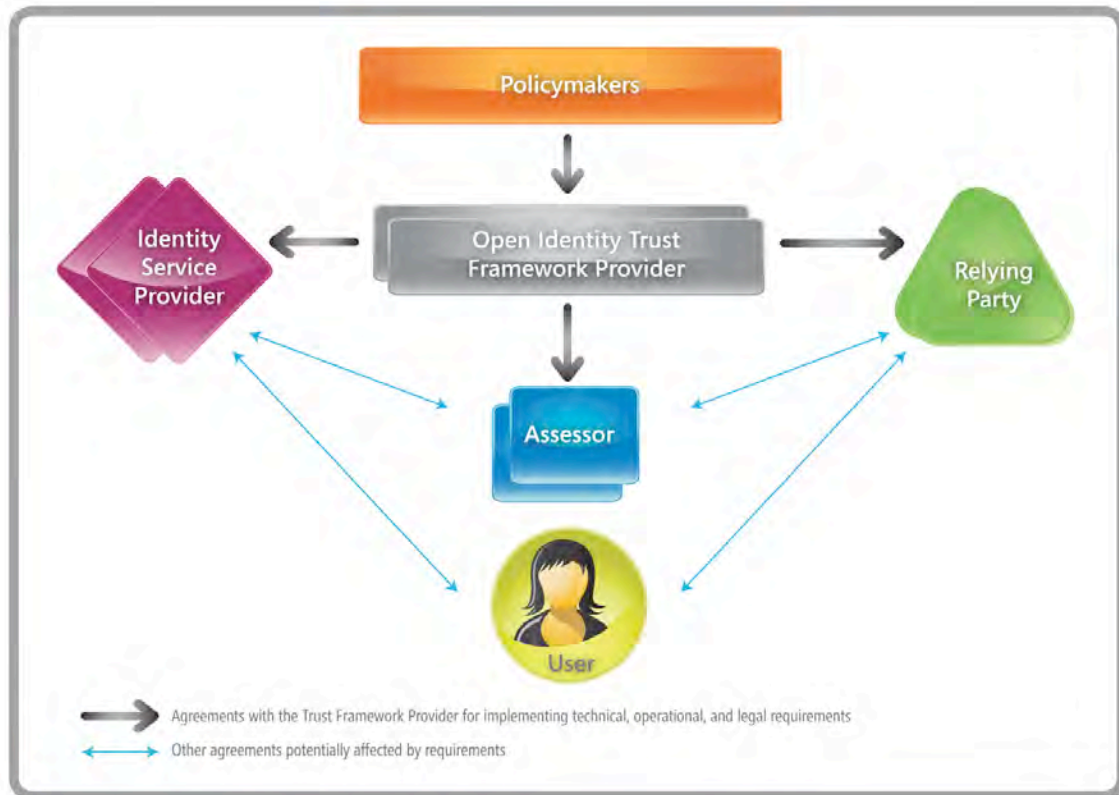 Policymakers
Identity
Service
Provider
Open Identity Trust
Framework Provider
Relying
Party
Assessor
User
Agreements with the Trust Framework Provider for implementing technical, operational, and legal requirements
Other agreements potentially affected by requirements